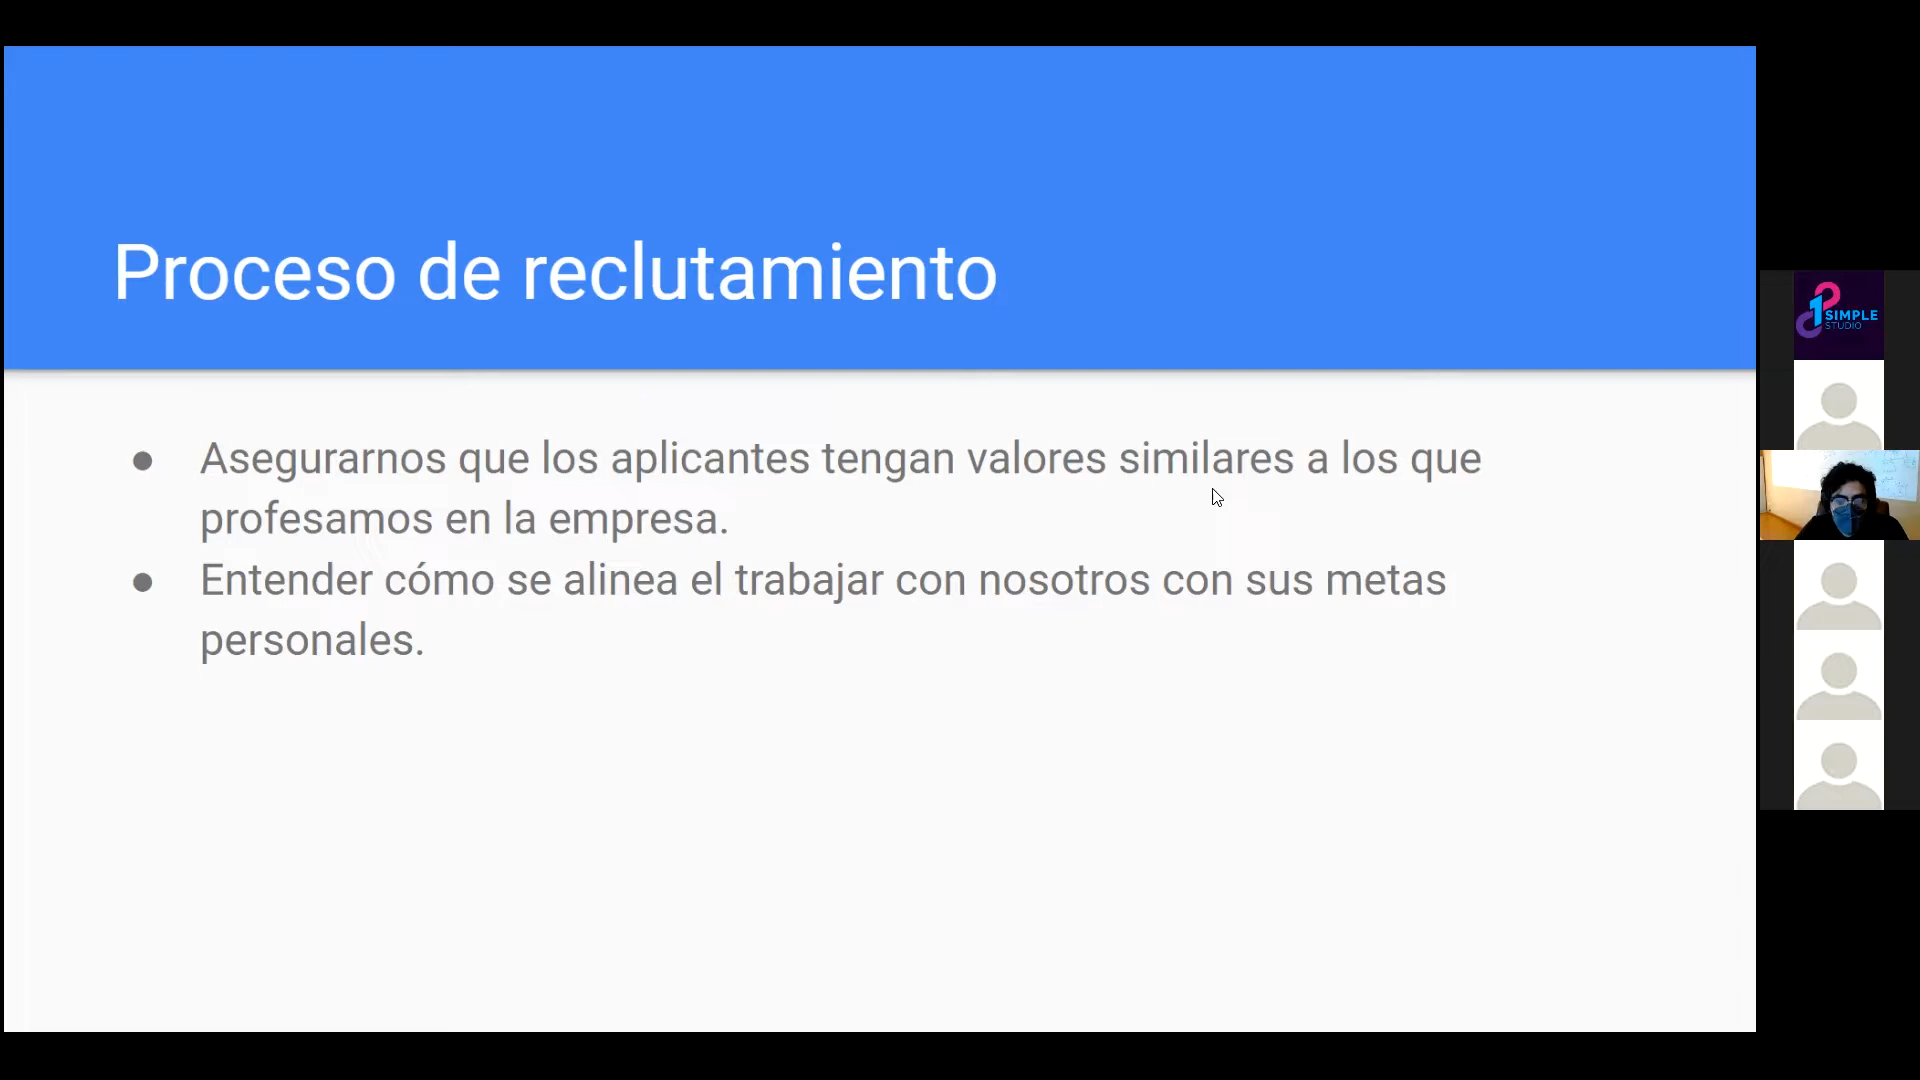 Proceso de reclutamiento
● Asegurarnos que los aplicantes tengan valores similares a los que
profesamos en la empresa.
● Entender cómo se alinea el trabajar con nosotros con sus metas
personales.
SIMPLE
STUDIO